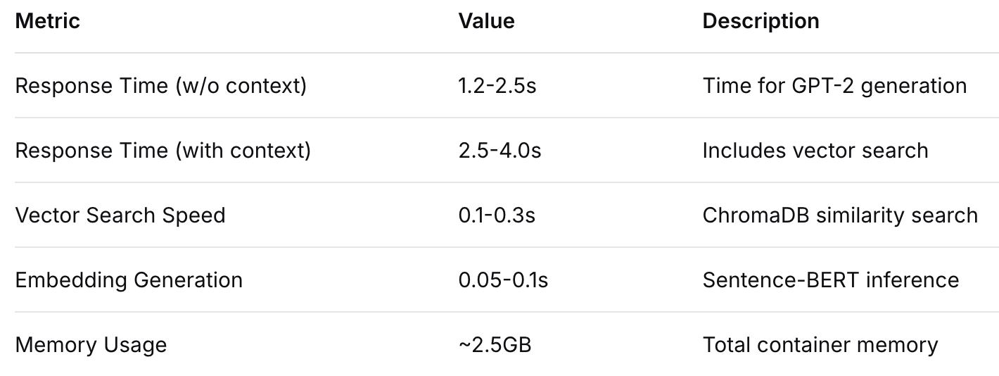 Metric Value Description
Response Time (w/o context) 1.2-2.5s Time for GPT-2 generation
Response Time (with context) 2.5-4.0s Includes vector search
Vector Search Speed 0.1-0.3s ChromaDB similarity search
Embedding Generation 0.05-0.1s Sentence-BERT inference
Memory Usage ~2.5GB Total container memory